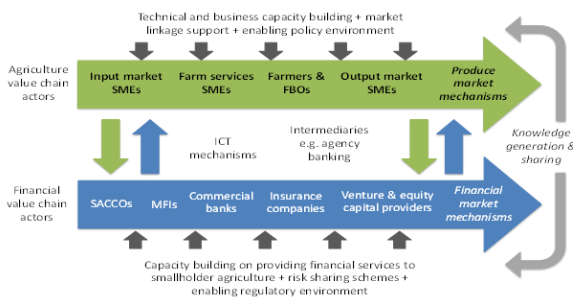 Technical and business capacity building + market
linkage support + enabling policy environment
Agriculture
value chain
actors
Input market
SMEs
Farm services
SMEs
Farmers &
FBOs
Output market
SMEs
Produce
market
mechanisms
ICT
mechanisms
Intermediaries
e.g. agency
banking
Knowledge
generation &
sharing
Financial
value chain
actors
SACCOs
MFIs
Commercial
banks
Insurance
companies
Venture & equity
capital providers
Financial
market
mechanisms
Capacity building on providing financial services to
smallholder agriculture + risk sharing schemes +
enabling regulatory environment